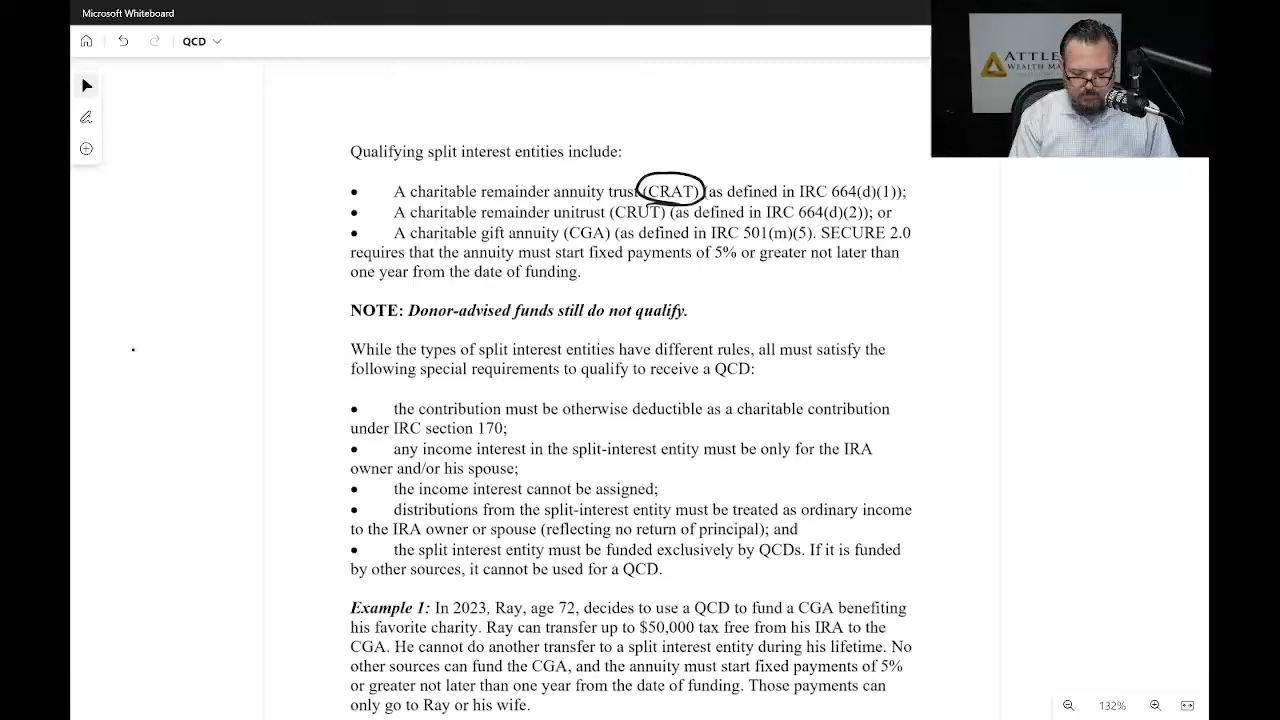 Microsoft Whiteboard
QCD
ATTLE
WEALTH MA
Qualifying split interest entities include:
• A charitable remainder annuity trust (CRAT) (as defined in IRC 664(d)(1));
• A charitable remainder unitrust (CRUT) (as defined in IRC 664(d)(2)); or
• A charitable gift annuity (CGA) (as defined in IRC 501(m)(5). SECURE 2.0
requires that the annuity must start fixed payments of 5% or greater not later than
one year from the date of funding.
NOTE: Donor-advised funds still do not qualify.
While the types of split interest entities have different rules, all must satisfy the
following special requirements to qualify to receive a QCD:
• the contribution must be otherwise deductible as a charitable contribution
under IRC section 170;
• any income interest in the split-interest entity must be only for the IRA
owner and/or his spouse;
• the income interest cannot be assigned;
• distributions from the split-interest entity must be treated as ordinary income
to the IRA owner or spouse (reflecting no return of principal); and
• the split interest entity must be funded exclusively by QCDs. If it is funded
by other sources, it cannot be used for a QCD.
Example 1: In 2023, Ray, age 72, decides to use a QCD to fund a CGA benefiting
his favorite charity. Ray can transfer up to $50,000 tax free from his IRA to the
CGA. He cannot do another transfer to a split interest entity during his lifetime. No
other sources can fund the CGA, and the annuity must start fixed payments of 5%
or greater not later than one year from the date of funding. Those payments can
only go to Ray or his wife.
132%